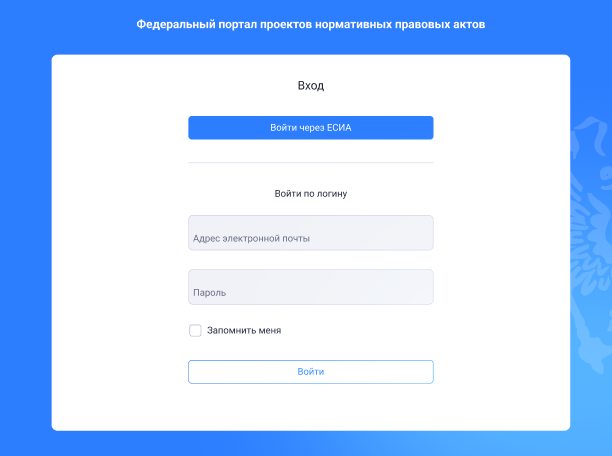 Федеральный портал проектов нормативных правовых актов
Вход
Войти через ЕСИА
Войти по логину
Адрес электронной почты
Пароль
Запомнить меня
Войти